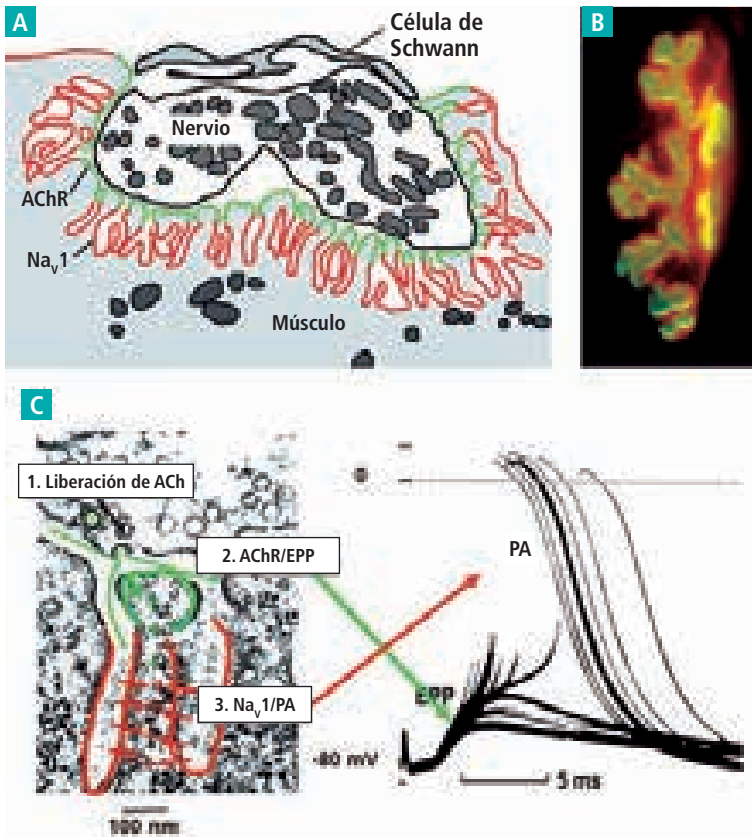 A
Célula de
Schwann
B
Nervio
AChR
Nav1
Músculo
C
1. Liberación de ACh
0
2. AChR/EPP
PA
3. Nav1/PA
EPP
-80 mV
5 ms
100 nm